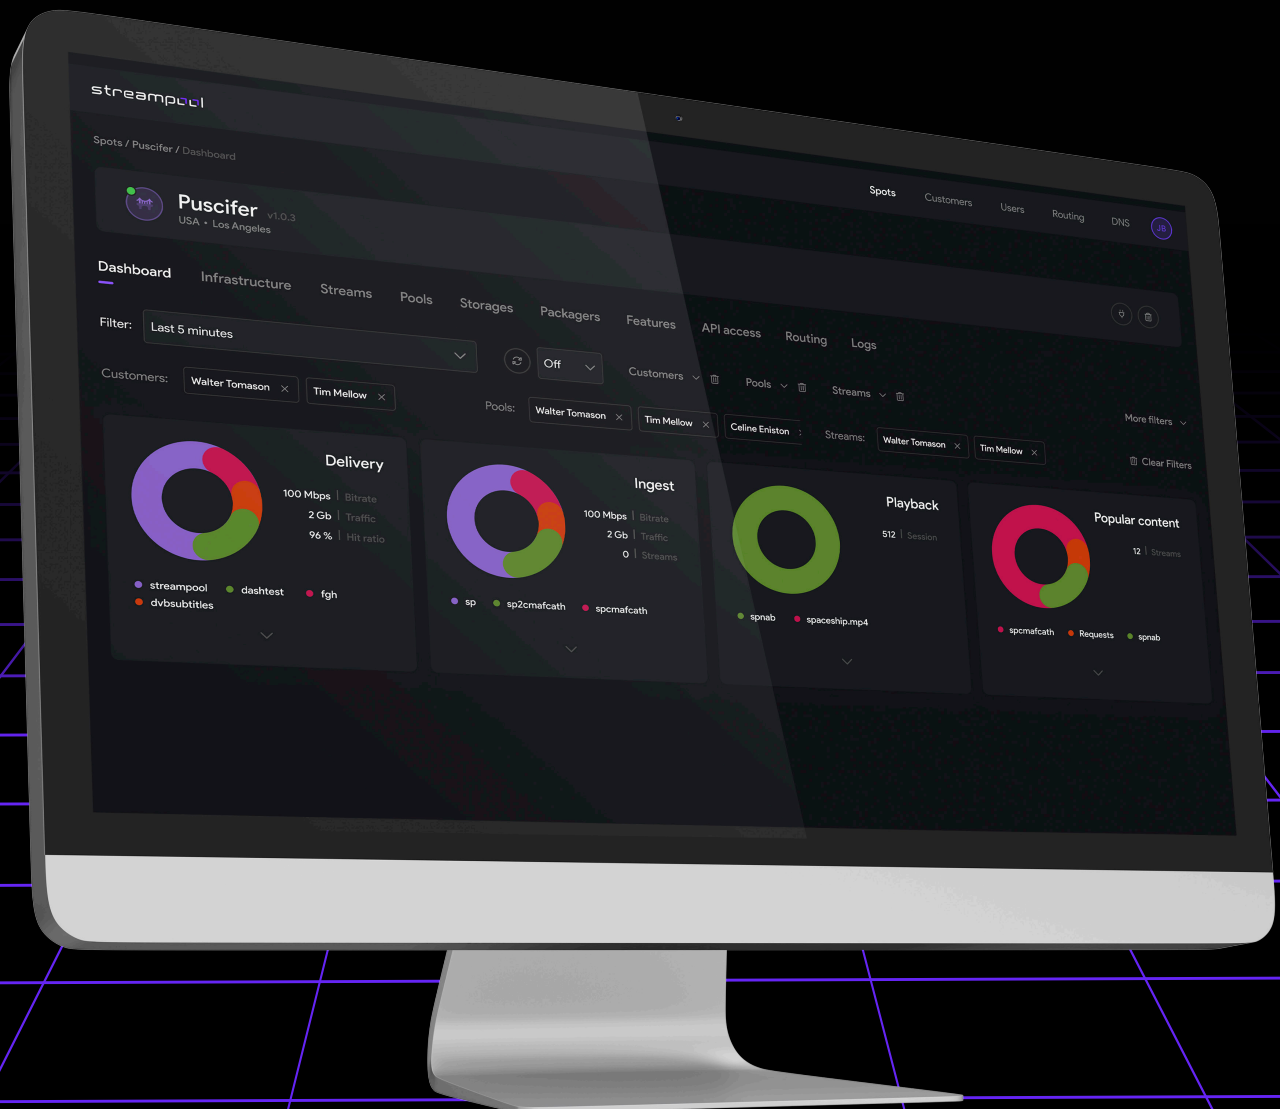 streampool
Spots Customers Users Routing DNS JB
Spots / Puscifer / Dashboard
Puscifer v1.0.3
USA • Los Angeles
Dashboard Infrastructure Streams Pools Storages Packagers Features API access Routing Logs
Filter: Last 5 minutes Off Customers Pools Streams More filters
Customers: Walter Tomason Tim Mellow Pools: Walter Tomason Tim Mellow Celine Eniston Streams: Walter Tomason Tim Mellow Clear Filters
Delivery
100 Mbps | Bitrate
2 Gb | Traffic
96 % | Hit ratio
streampool dashtest fgh
dvbsubtitles
Ingest
100 Mbps | Bitrate
2 Gb | Traffic
0 | Streams
sp sp2cmafcath spcmafcath
Playback
512 | Session
spnab spaceship.mp4
Popular content
12 | Streams
spcmafcath Requests spnab